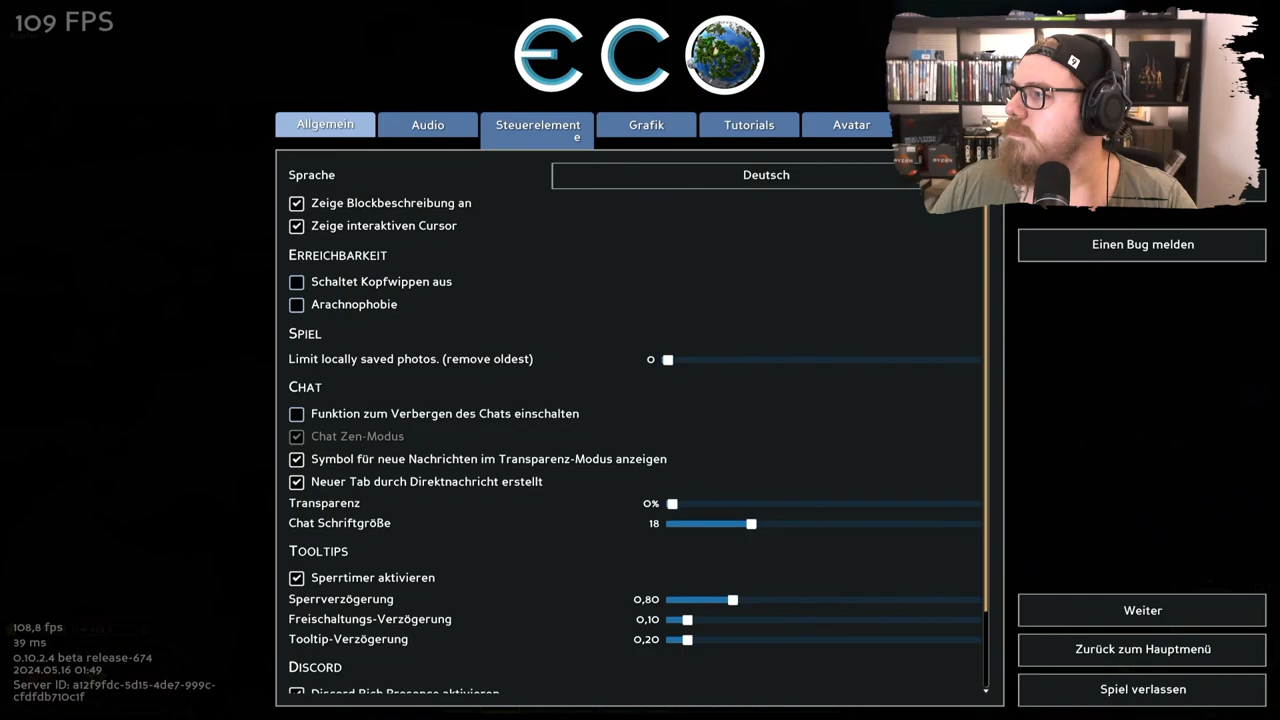 109 FPS
ECO
Allgemein
Audio
Steuerelement
e
Grafik
Tutorials
Avatar
Sprache
Deutsch
Zeige Blockbeschreibung an
Zeige interaktiven Cursor
Einen Bug melden
ERREICHBARKEIT
Schaltet Kopfwippen aus
Arachnophobie
SPIEL
Limit locally saved photos. (remove oldest)
0
CHAT
Funktion zum Verbergen des Chats einschalten
Chat Zen-Modus
Symbol für neue Nachrichten im Transparenz-Modus anzeigen
Neuer Tab durch Direktnachricht erstellt
Transparenz
0%
Chat Schriftgröße
18
TOOLTIPS
Sperrtimer aktivieren
Sperrverzögerung
0,80
Freischaltungs-Verzögerung
0,10
Tooltip-Verzögerung
0,20
DISCORD
Discord Rich Presence aktivieren
Weiter
Zurück zum Hauptmenü
Spiel verlassen
108,8 fps
39 ms
0.10.2.4 beta release-674
2024.05.16 01:49
Server ID: a12f9fdc-5d15-4de7-999c-
cfdfdb710c1f